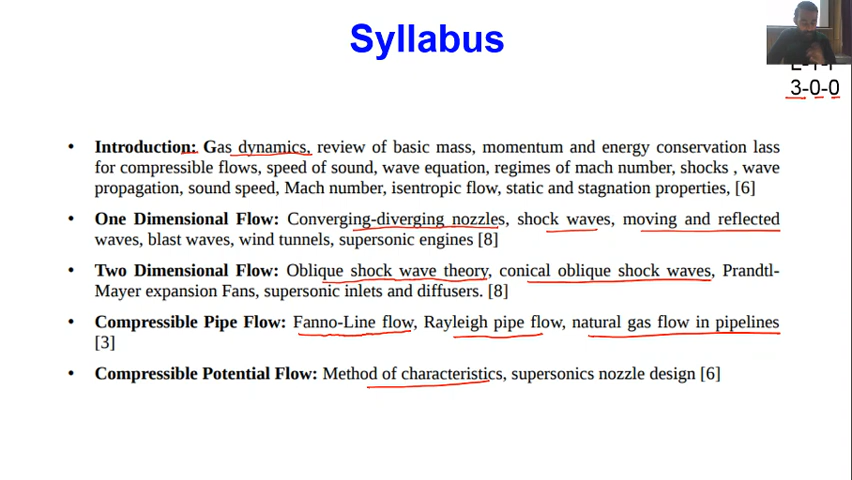 Syllabus
L-T-P
3-0-0
• Introduction: Gas dynamics, review of basic mass, momentum and energy conservation lass
for compressible flows, speed of sound, wave equation, regimes of mach number, shocks , wave
propagation, sound speed, Mach number, isentropic flow, static and stagnation properties, [6]
• One Dimensional Flow: Converging-diverging nozzles, shock waves, moving and reflected
waves, blast waves, wind tunnels, supersonic engines [8]
• Two Dimensional Flow: Oblique shock wave theory, conical oblique shock waves, Prandtl-
Mayer expansion Fans, supersonic inlets and diffusers. [8]
• Compressible Pipe Flow: Fanno-Line flow, Rayleigh pipe flow, natural gas flow in pipelines
[3]
• Compressible Potential Flow: Method of characteristics, supersonics nozzle design [6]